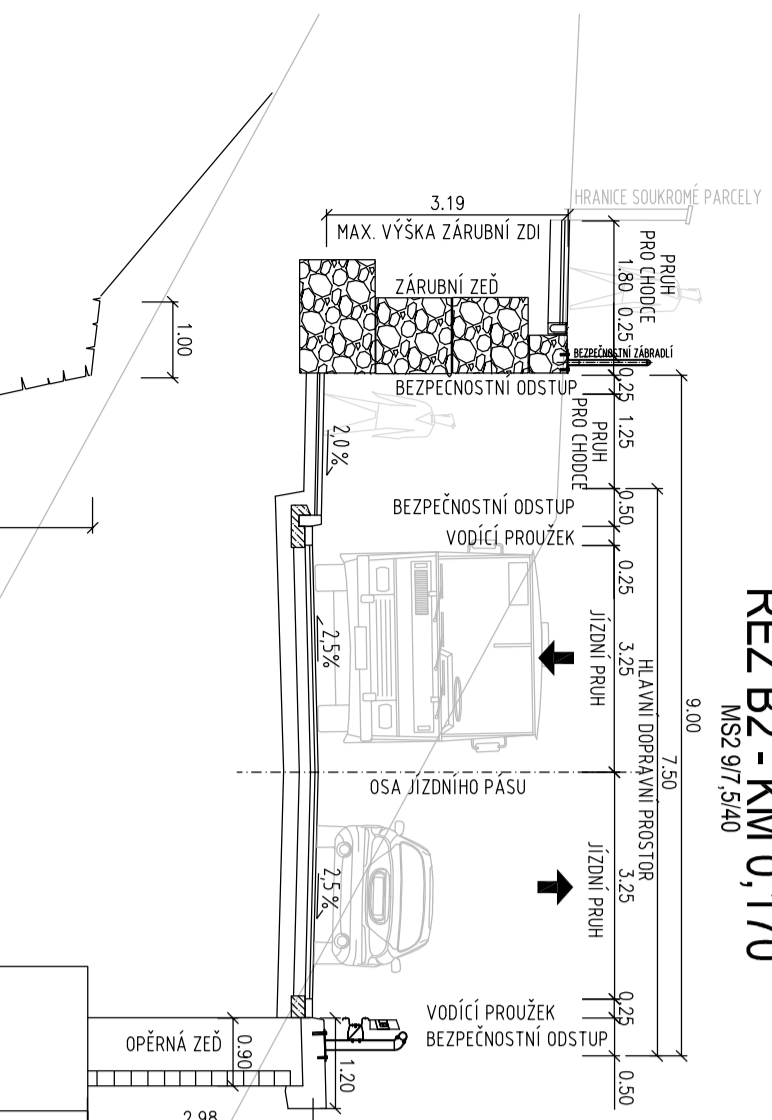 ŘEZ B2 - KM 0,170
MS2 9/7,5/40
9.00
7.50
HLAVNÍ DOPRAVNÍ PROSTOR
HRANICE SOUKROMÉ PARCELY
PRUH
PRO CHODCE
1.80
0.25
0.25
1.25
0.50
0.25
3.25
3.25
0.25
0.50
BEZPEČNOSTNÍ ZÁBRADLÍ
PRUH
PRO CHODCE
JÍZDNÍ PRUH
JÍZDNÍ PRUH
3.19
MAX. VÝŠKA ZÁRUBNÍ ZDI
ZÁRUBNÍ ZEĎ
BEZPEČNOSTNÍ ODSTUP
BEZPEČNOSTNÍ ODSTUP
VODÍCÍ PROUŽEK
OSA JÍZDNÍHO PÁSU
VODÍCÍ PROUŽEK
BEZPEČNOSTNÍ ODSTUP
2,0 %
2,5%
2,5 %
1.00
OPĚRNÁ ZEĎ
0.90
1.20
2.98